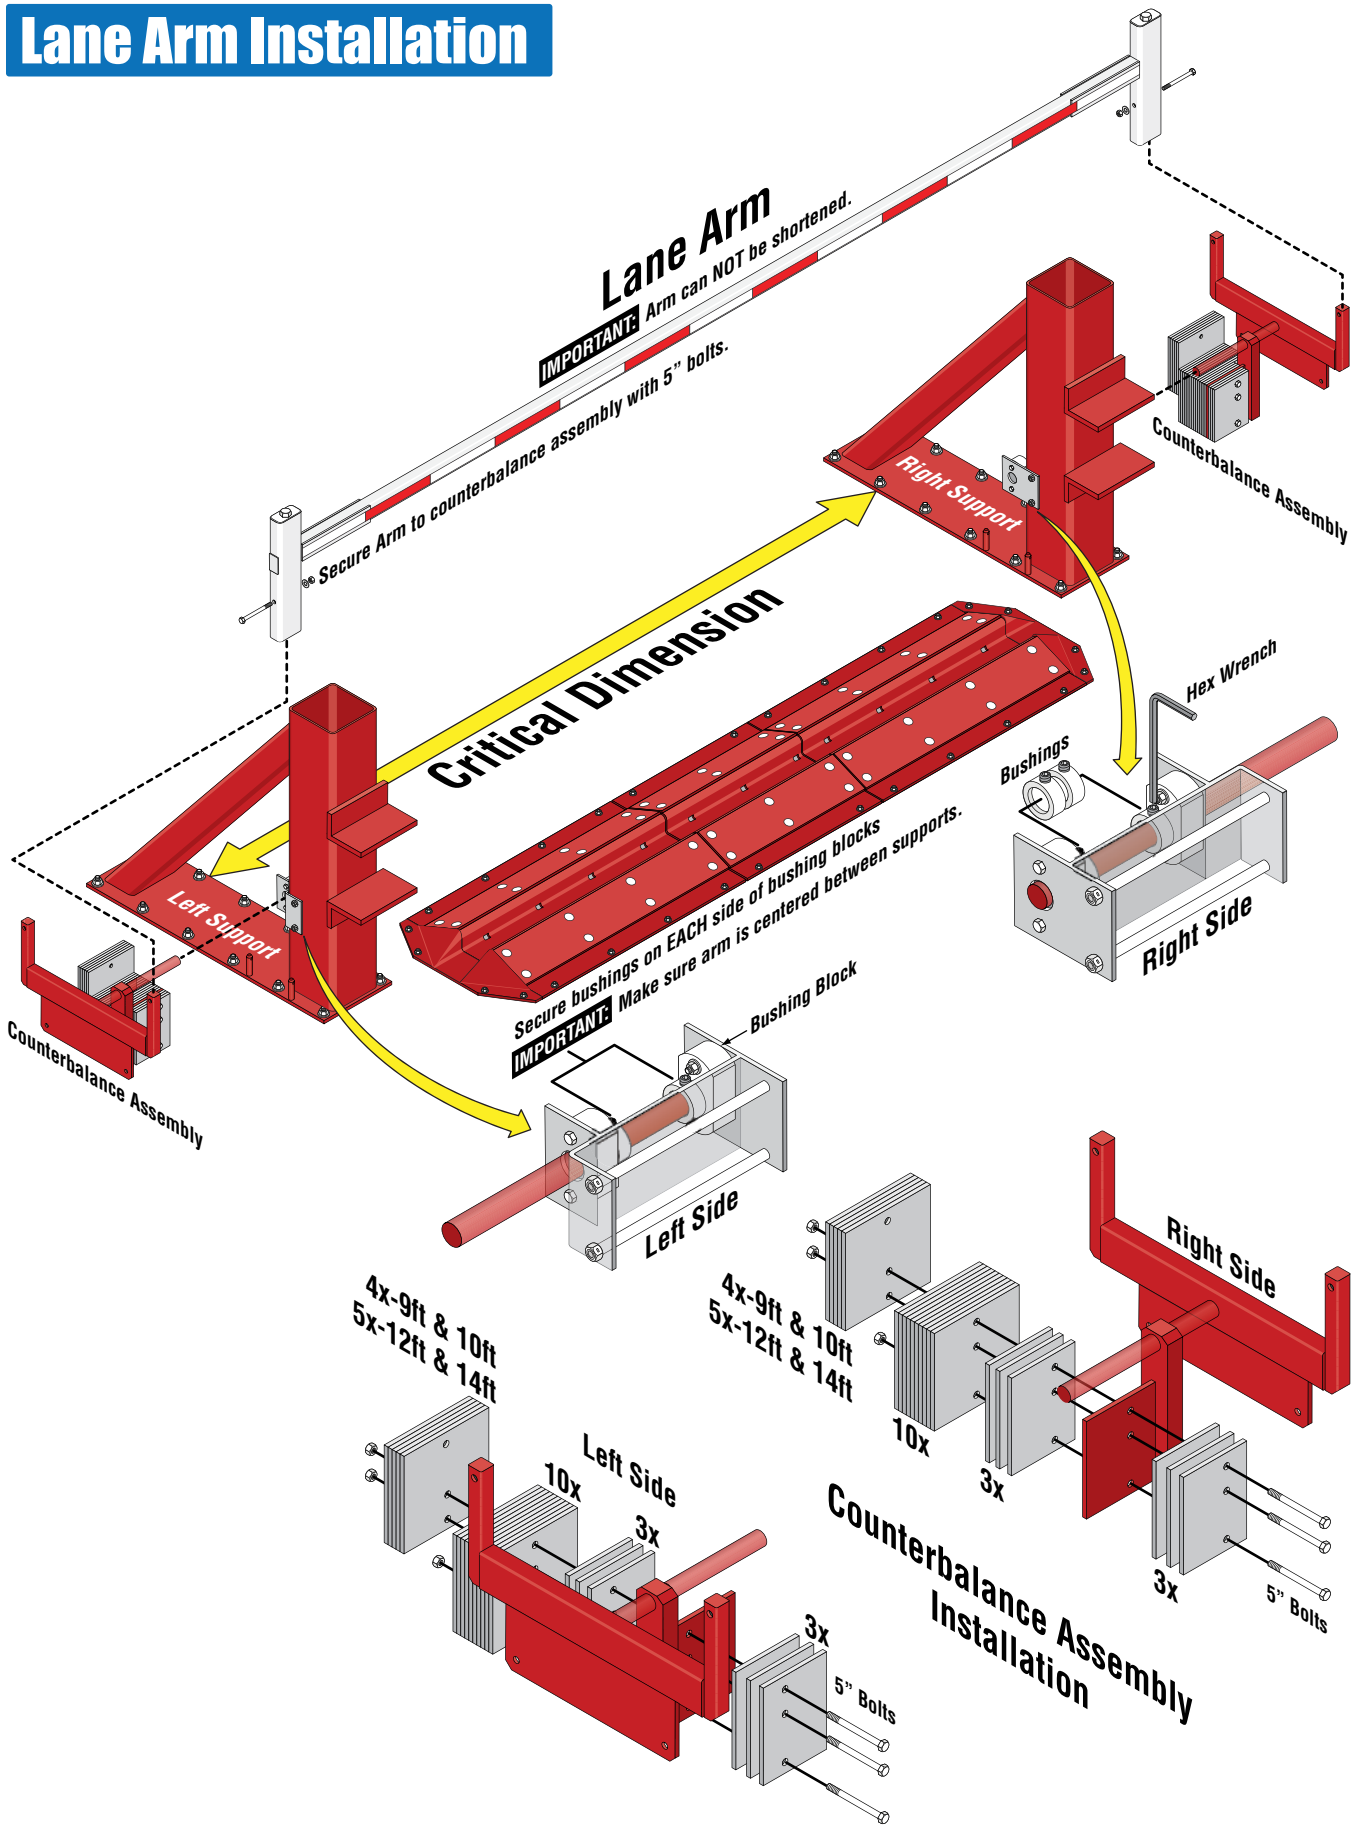 Lane Arm Installation
Lane Arm
IMPORTANT: Arm can NOT be shortened.
Secure Arm to counterbalance assembly with 5” bolts.
Right Support
Counterbalance Assembly
Critical Dimension
Hex Wrench
Bushings
Right Side
Left Support
Counterbalance Assembly
Secure bushings on EACH side of bushing blocks
IMPORTANT: Make sure arm is centered between supports.
Bushing Block
Left Side
4x-9ft & 10ft
5x-12ft & 14ft
10x
3x
Right Side
3x
5” Bolts
4x-9ft & 10ft
5x-12ft & 14ft
Left Side
10x
3x
3x
5” Bolts
Counterbalance Assembly
Installation